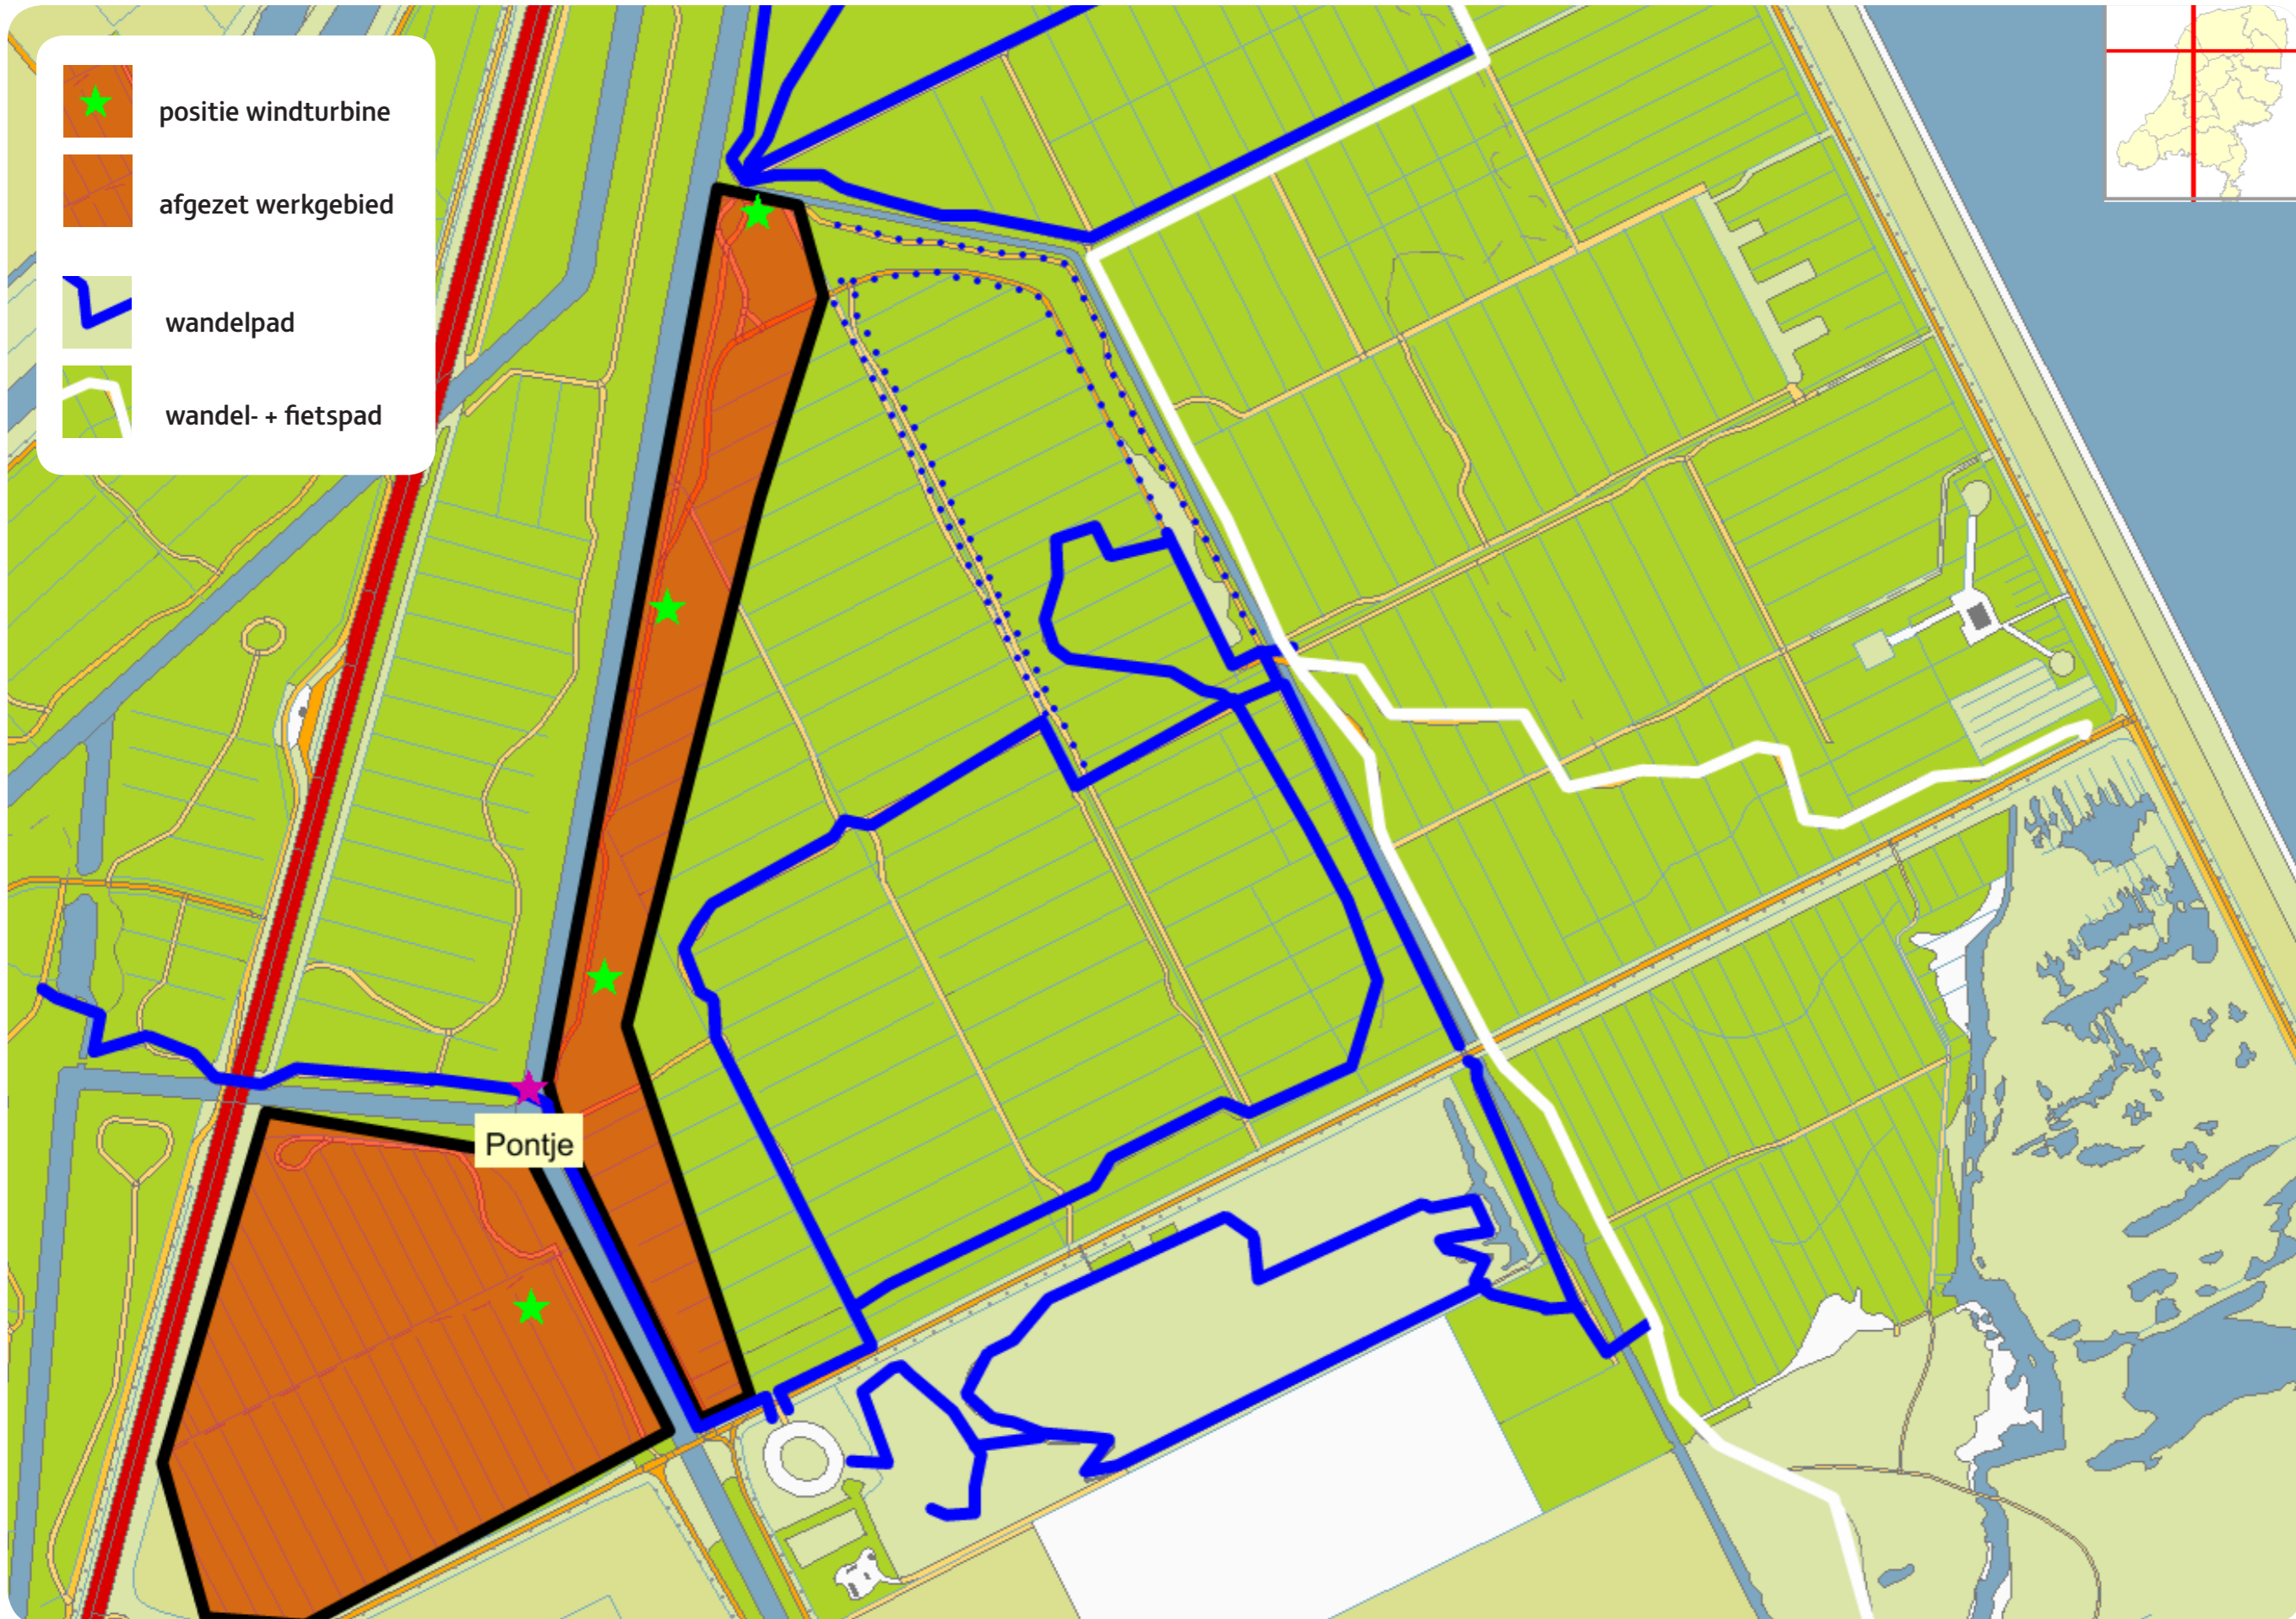 positie windturbine
afgezet werkgebied
wandelpad
wandel- + fietspad
Pontje